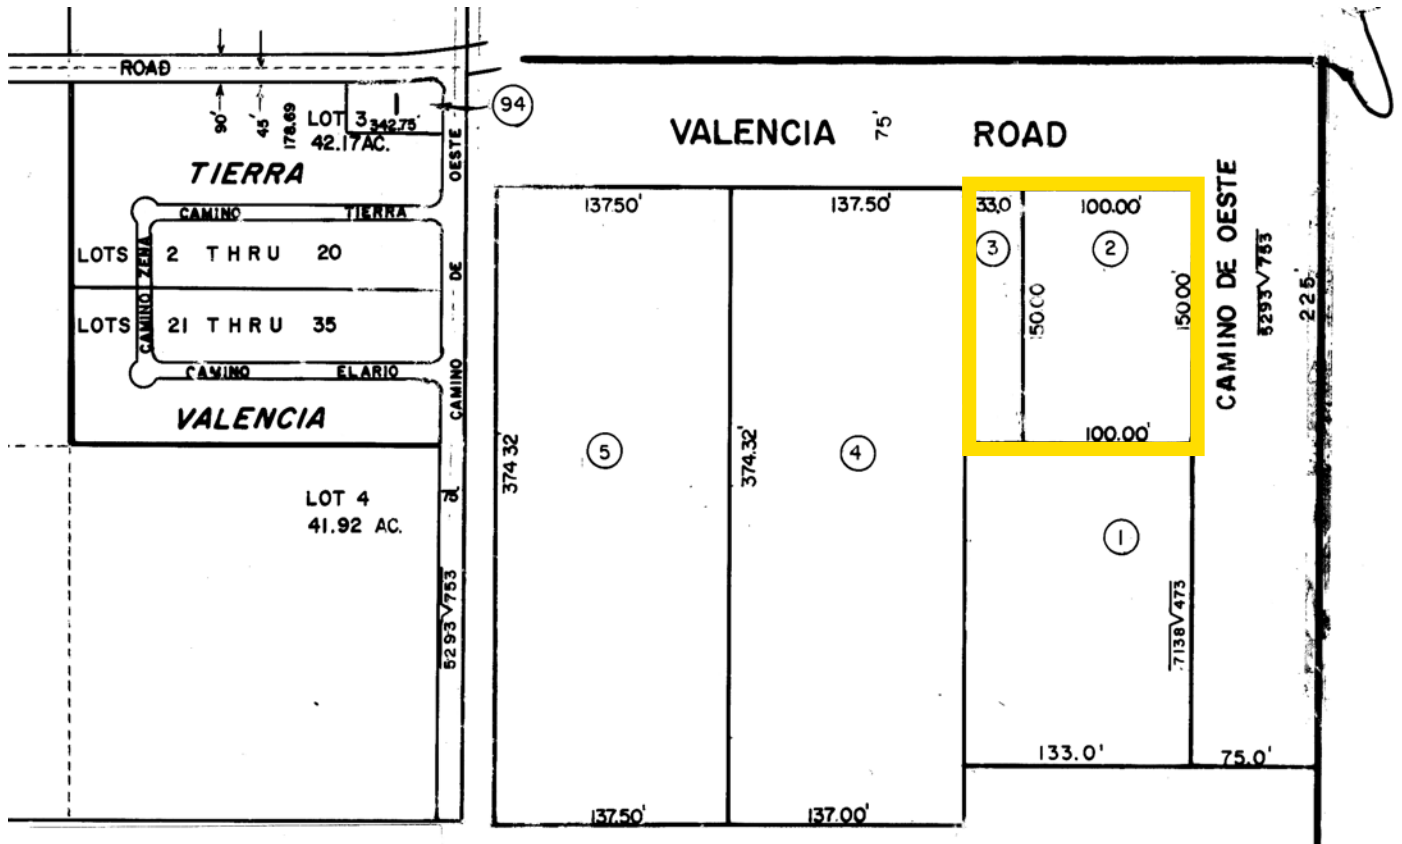 ROAD
90'
45'
178.69
LOT 3
342.75'
42.17AC.
1
94
TIERRA
CAMINO TIERRA
LOTS 2 THRU 20
CAMINO ZENA
LOTS 21 THRU 35
CAMINO ELARIO
VALENCIA
CAMINO DE OESTE
LOT 4
41.92 AC.
75'
5293√753
VALENCIA 75' ROAD
137.50'
137.50'
33.0
100.00'
3
2
150.00
150.00'
100.00'
CAMINO DE OESTE
5293√753
225'
374.32
5
374.32'
4
1
7138√473
133.0'
75.0'
137.50'
137.00'